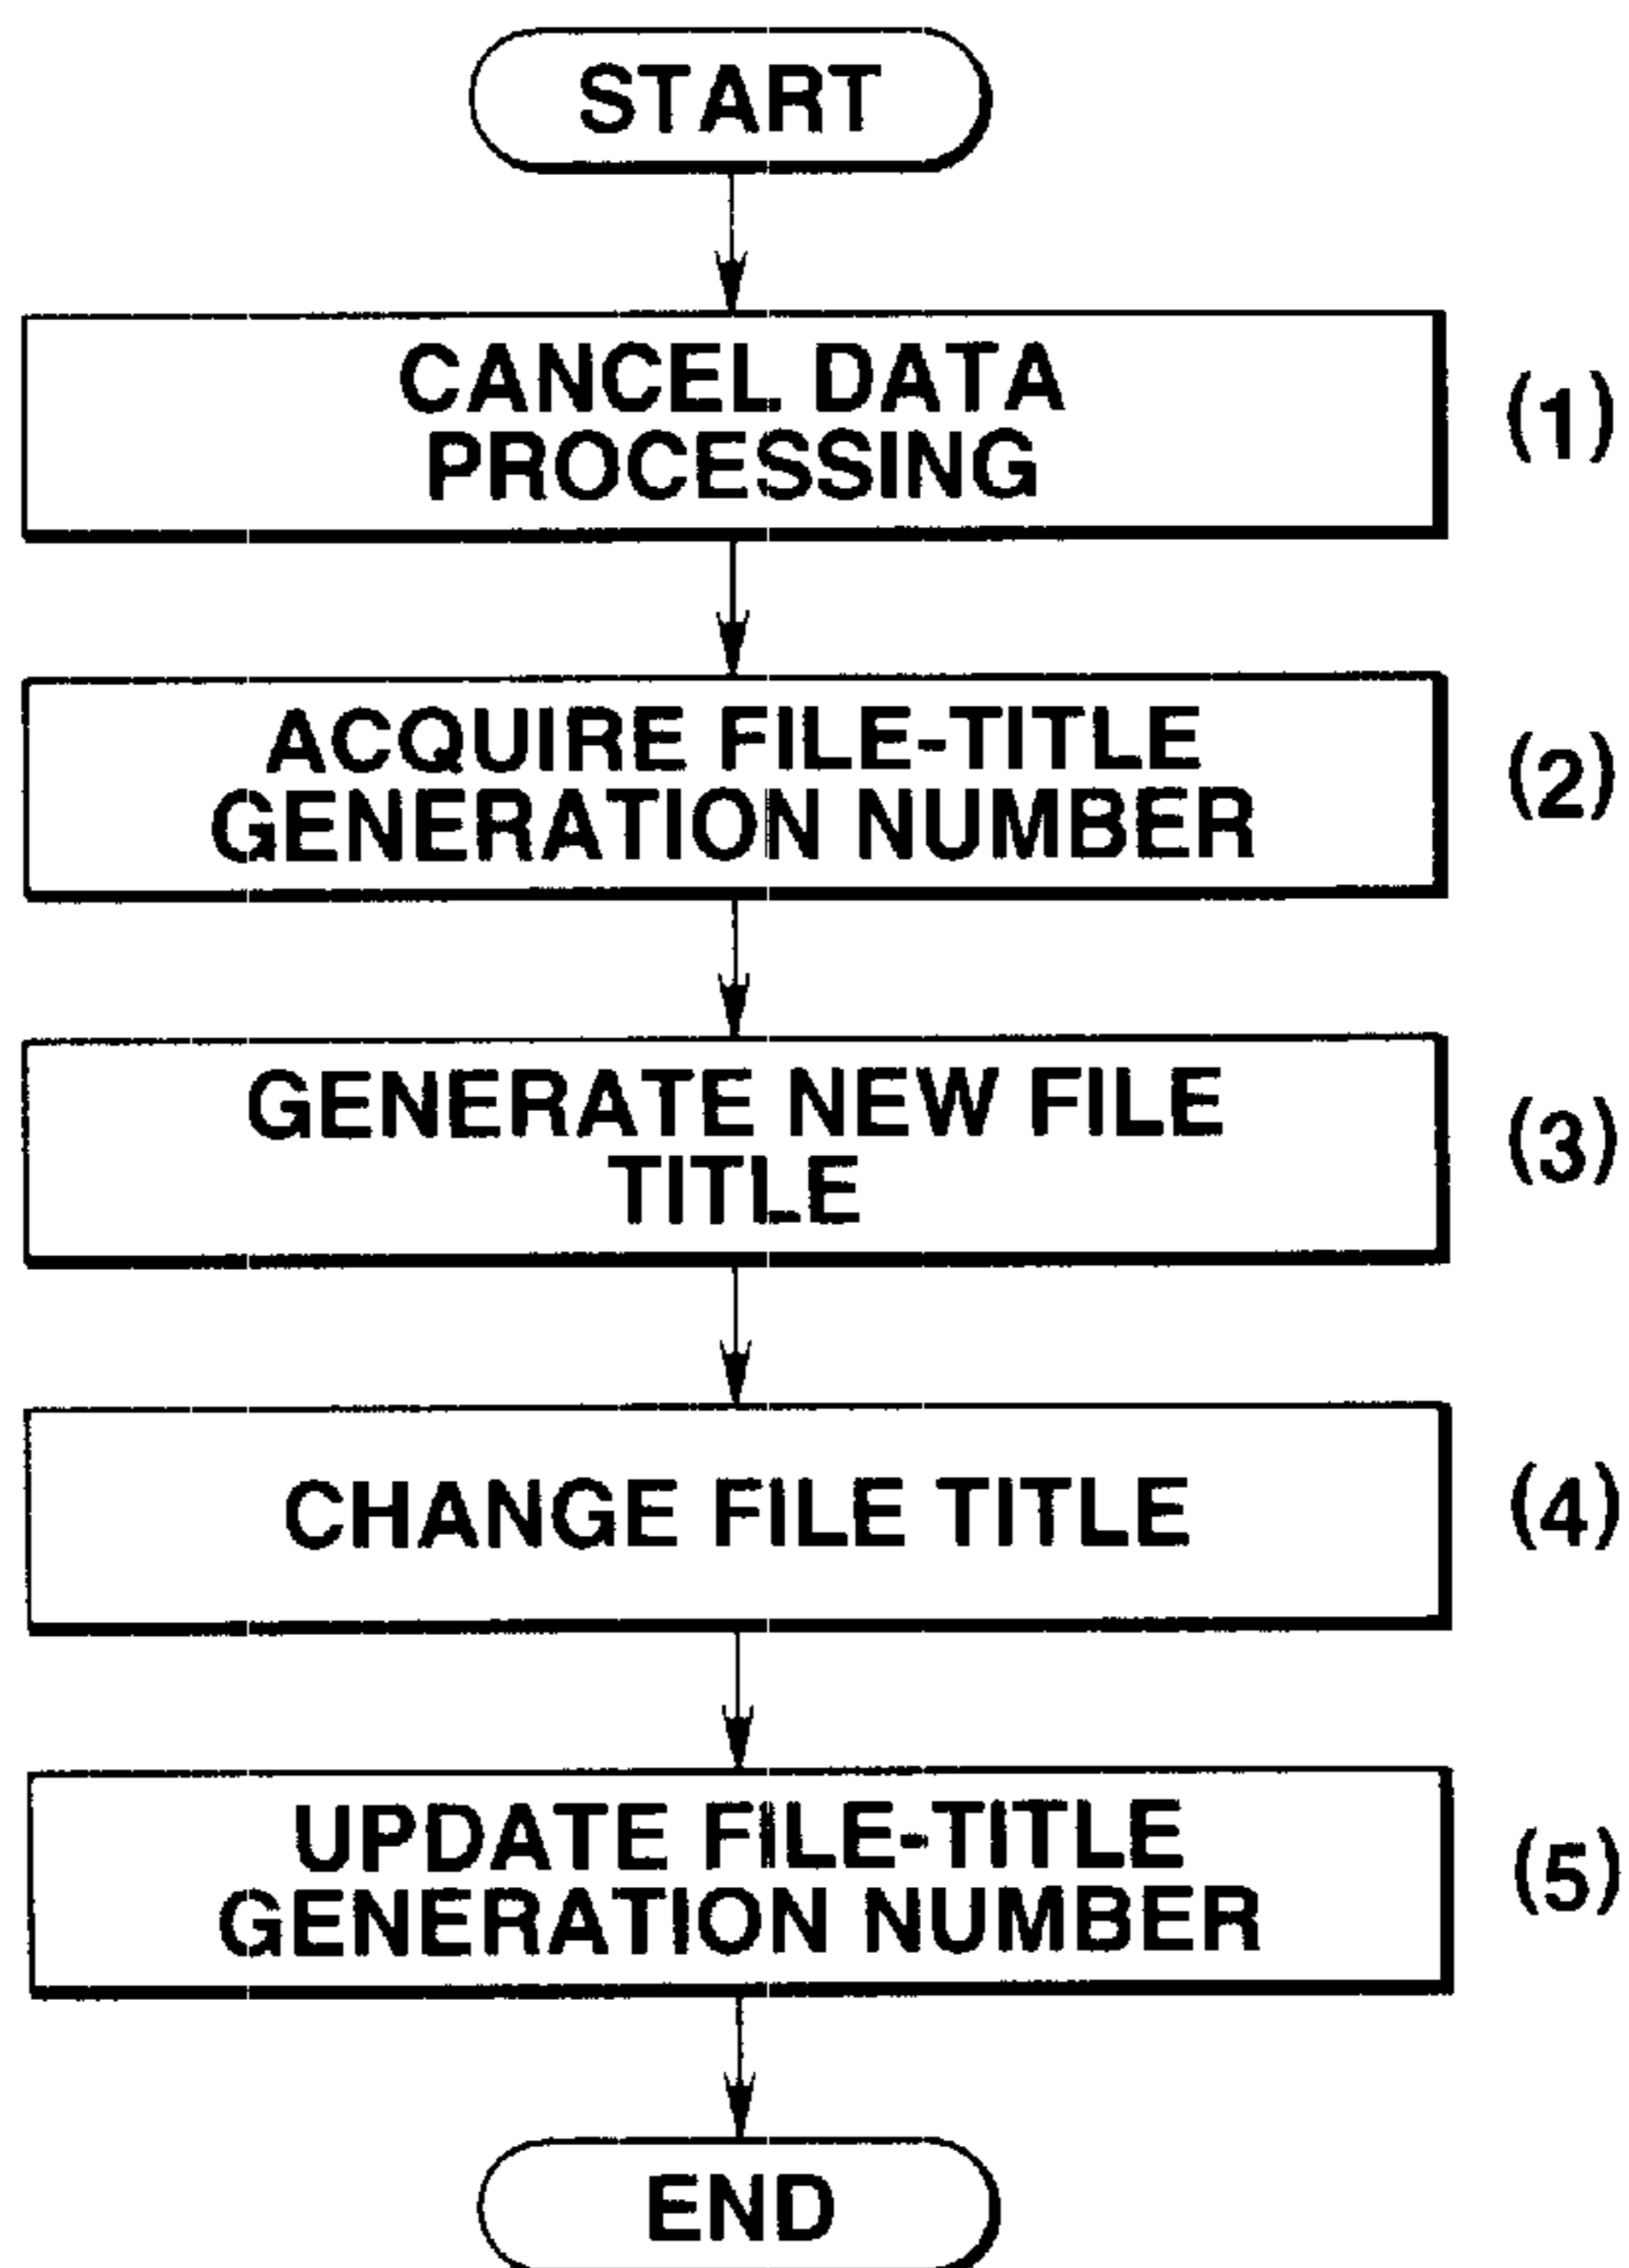 START
CANCEL DATA
PROCESSING
(1)
ACQUIRE FILE-TITLE
GENERATION NUMBER
(2)
GENERATE NEW FILE
TITLE
(3)
CHANGE FILE TITLE
(4)
UPDATE FILE-TITLE
GENERATION NUMBER
(5)
END